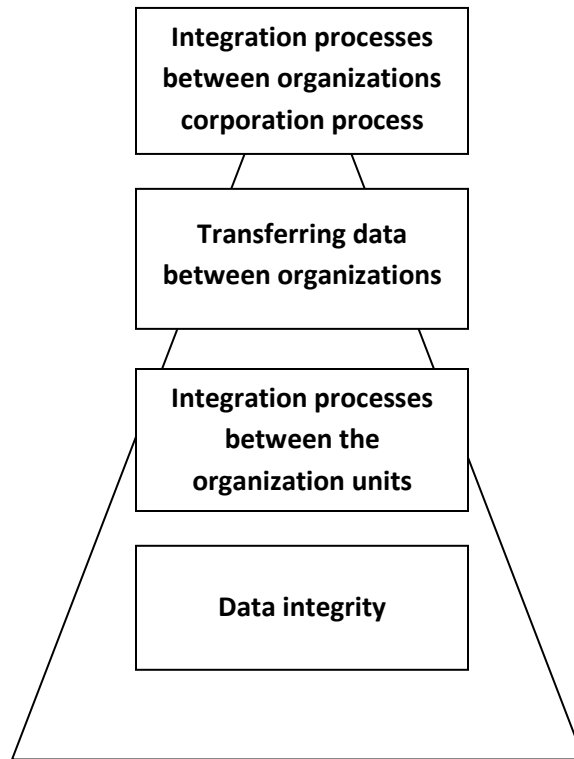 Integration processes
between organizations
corporation process
Transferring data
between organizations
Integration processes
between the
organization units
Data integrity